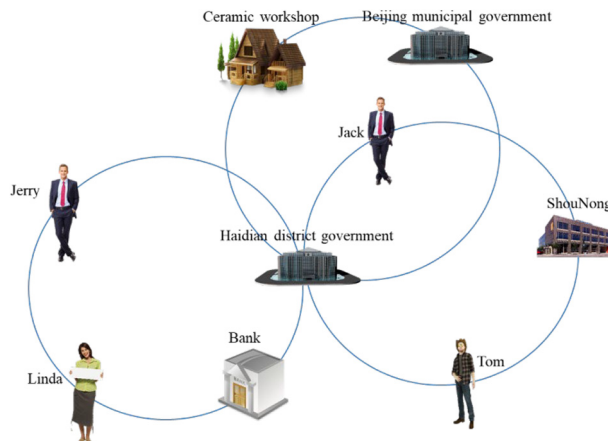 Ceramic workshop
Beijing municipal government
Jack
Jerry
ShouNong
Haidian district government
Bank
Linda
Tom